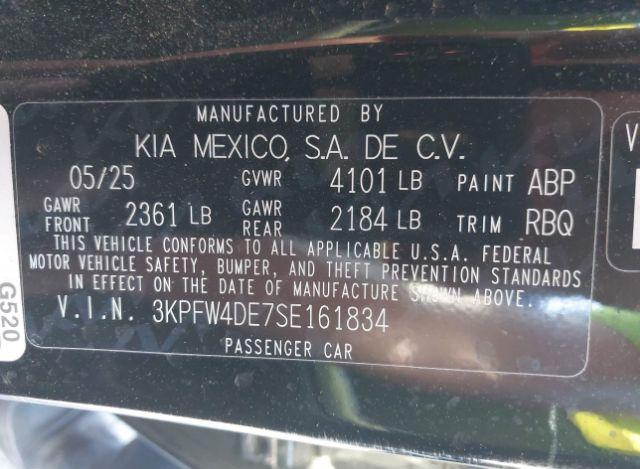 MANUFACTURED BY
KIA MEXICO, S.A. DE C.V.
05/25 GVWR 4101 LB PAINT ABP
GAWR FRONT 2361 LB GAWR REAR 2184 LB TRIM RBQ
THIS VEHICLE CONFORMS TO ALL APPLICABLE U.S.A. FEDERAL
MOTOR VEHICLE SAFETY, BUMPER, AND THEFT PREVENTION STANDARDS
IN EFFECT ON THE DATE OF MANUFACTURE SHOWN ABOVE.
V.I.N. 3KPFW4DE7SE161834
PASSENGER CAR
G520
V